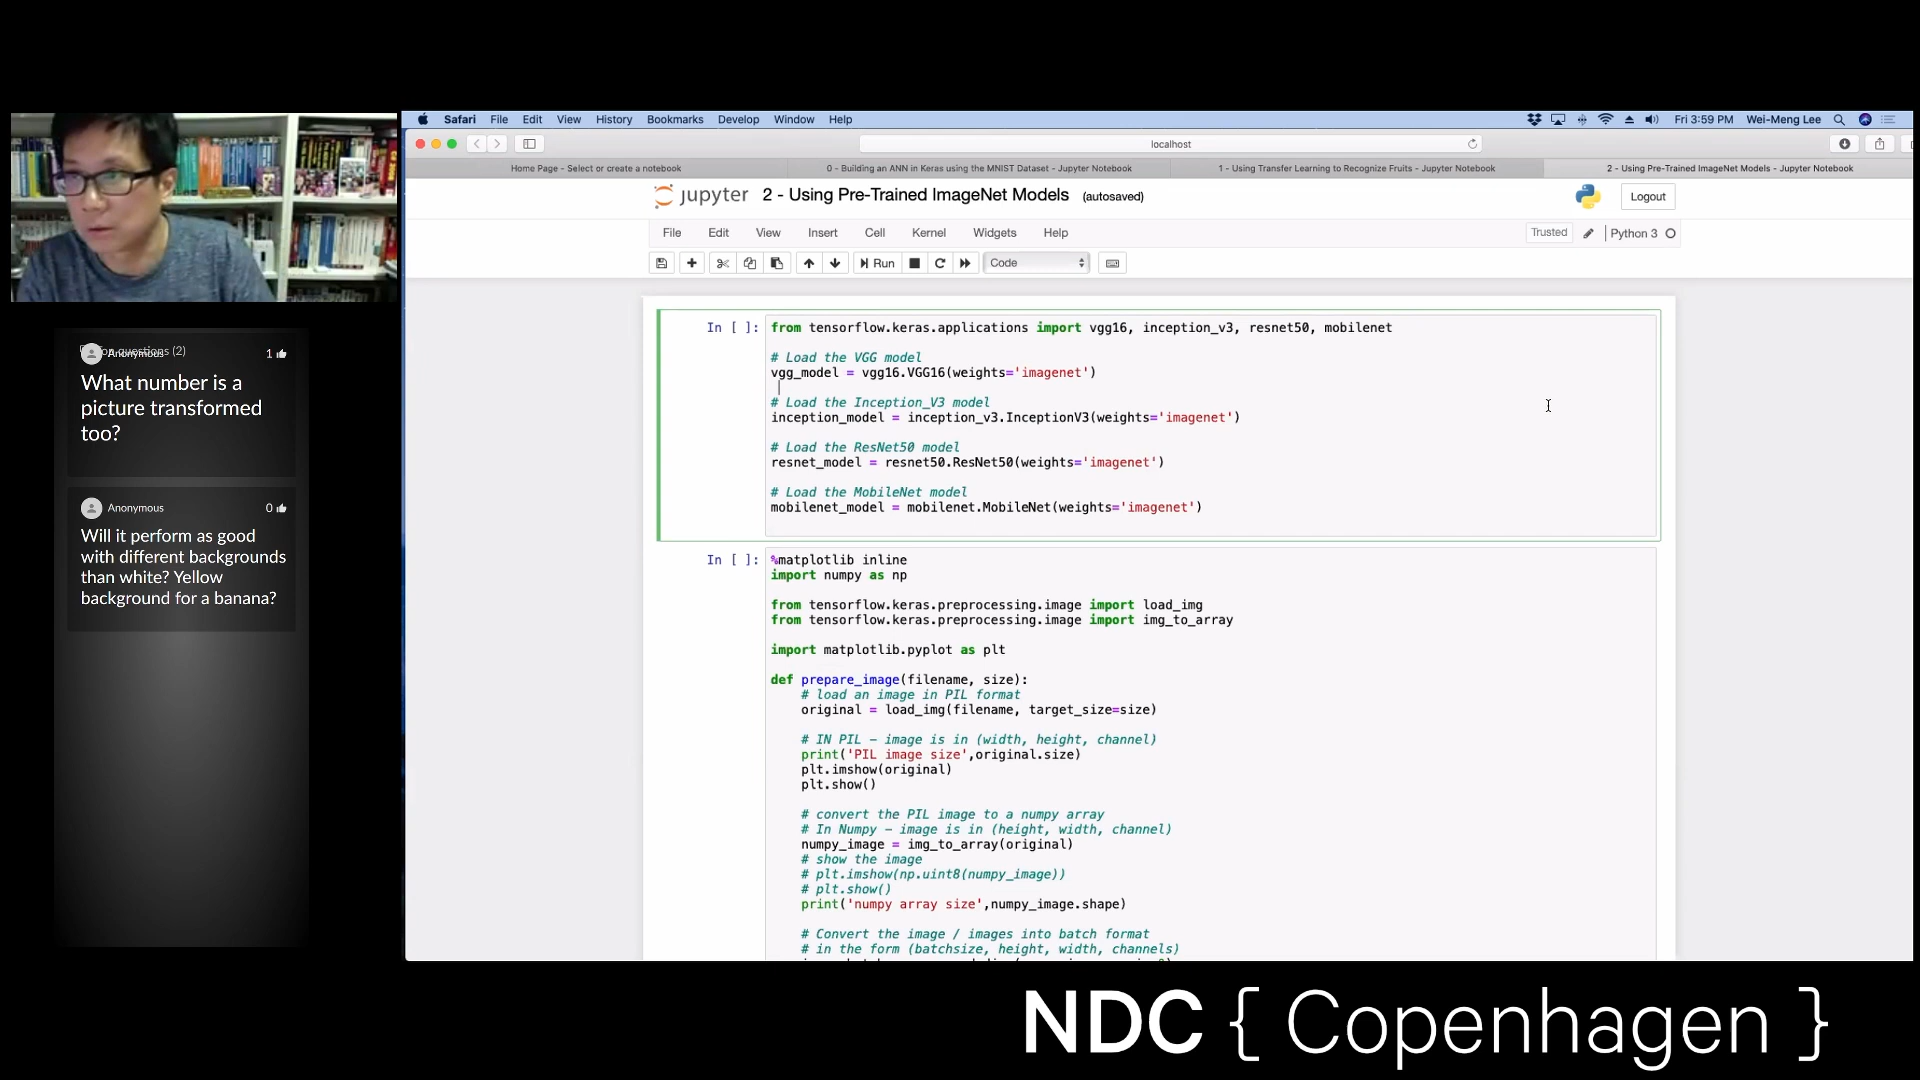 Safari File Edit View History Bookmarks Develop Window Help
Fri 3:59 PM Wei-Meng Lee
localhost
Home Page - Select or create a notebook
0 - Building an ANN in Keras using the MNIST Dataset - Jupyter Notebook
1 - Using Transfer Learning to Recognize Fruits - Jupyter Notebook
2 - Using Pre-Trained ImageNet Models - Jupyter Notebook
jupyter 2 - Using Pre-Trained ImageNet Models (autosaved)
Logout
File Edit View Insert Cell Kernel Widgets Help
Trusted
Python 3
Run
Code
In [ ]:
from tensorflow.keras.applications import vgg16, inception_v3, resnet50, mobilenet
# Load the VGG model
vgg_model = vgg16.VGG16(weights='imagenet')
# Load the Inception_V3 model
inception_model = inception_v3.InceptionV3(weights='imagenet')
# Load the ResNet50 model
resnet_model = resnet50.ResNet50(weights='imagenet')
# Load the MobileNet model
mobilenet_model = mobilenet.MobileNet(weights='imagenet')
In [ ]:
%matplotlib inline
import numpy as np
from tensorflow.keras.preprocessing.image import load_img
from tensorflow.keras.preprocessing.image import img_to_array
import matplotlib.pyplot as plt
def prepare_image(filename, size):
# load an image in PIL format
original = load_img(filename, target_size=size)
# IN PIL – image is in (width, height, channel)
print('PIL image size',original.size)
plt.imshow(original)
plt.show()
# convert the PIL image to a numpy array
# In Numpy – image is in (height, width, channel)
numpy_image = img_to_array(original)
# show the image
# plt.imshow(np.uint8(numpy_image))
# plt.show()
print('numpy array size',numpy_image.shape)
# Convert the image / images into batch format
# in the form (batchsize, height, width, channels)
questions (2)
Anonymous
1
What number is a
picture transformed
too?
Anonymous
0
Will it perform as good
with different backgrounds
than white? Yellow
background for a banana?
NDC { Copenhagen }